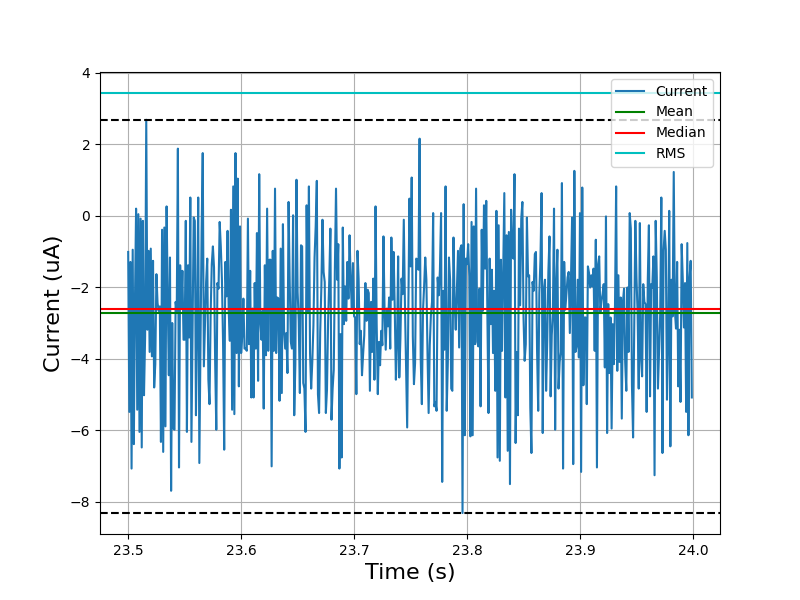 4
2
0
−2
−4
−6
−8
Current (uA)
Current
Mean
Median
RMS
23.5 23.6 23.7 23.8 23.9 24.0
Time (s)